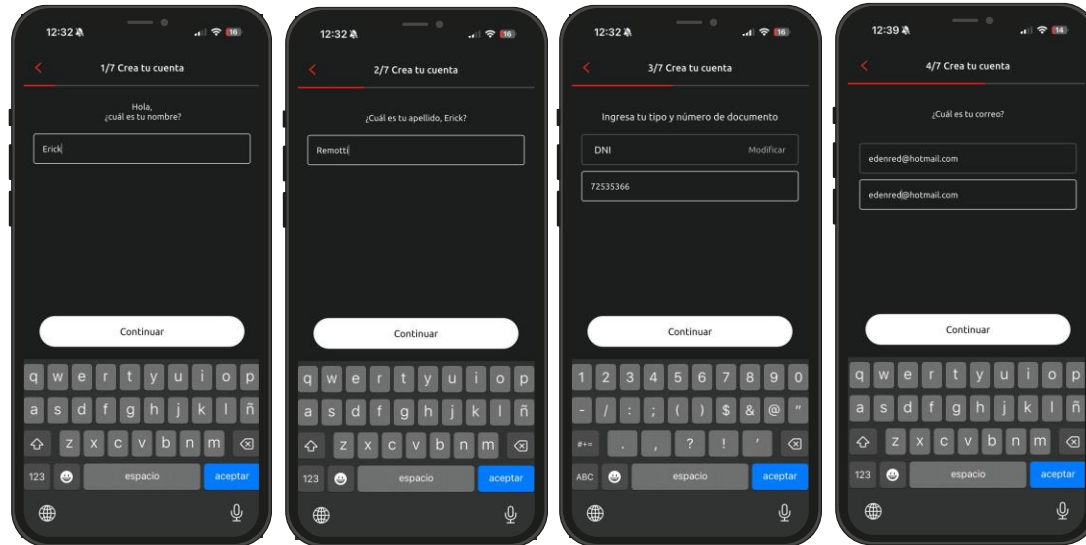 12:32
16
1/7 Crea tu cuenta
Hola,
¿cuál es tu nombre?
Erick
Continuar
q w e r t y u i o p
a s d f g h j k l ñ
z x c v b n m
123 espacio aceptar
12:32
16
2/7 Crea tu cuenta
¿Cuál es tu apellido, Erick?
Remotti
Continuar
q w e r t y u i o p
a s d f g h j k l ñ
z x c v b n m
123 espacio aceptar
12:32
16
3/7 Crea tu cuenta
Ingresa tu tipo y número de documento
DNI Modificar
72535366
Continuar
1 2 3 4 5 6 7 8 9 0
- / : ; ( ) $ & @ "
#+= . , ? ! '
ABC espacio aceptar
12:39
14
4/7 Crea tu cuenta
¿Cuál es tu correo?
edenred@hotmail.com
edenred@hotmail.com
Continuar
q w e r t y u i o p
a s d f g h j k l ñ
z x c v b n m
123 espacio aceptar